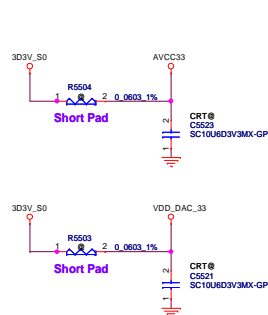 3D3V_S0
AVCC33
R5504
1 @ 2 0_0603_1%
Short Pad
2
CRT@
C5523
SC10U6D3V3MX-GP
1
3D3V_S0
VDD_DAC_33
R5503
1 @ 2 0_0603_1%
Short Pad
2
CRT@
C5521
SC10U6D3V3MX-GP
1